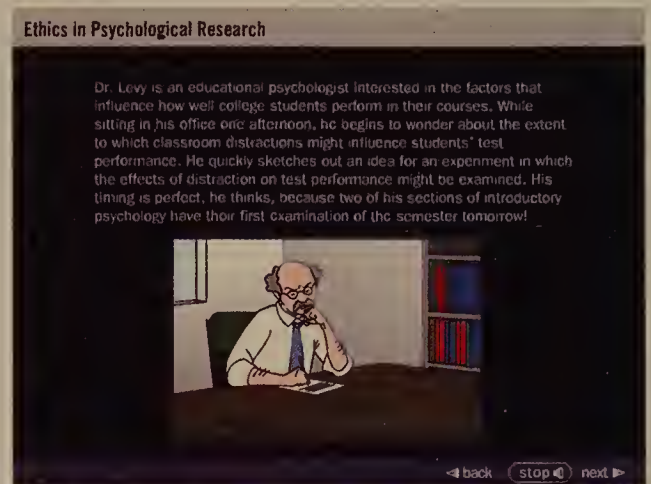 Ethics in Psychological Research
Dr. Levy is an educational psychologist interested in the factors that
influence how well college students perform in their courses. While
sitting in his office one afternoon, he begins to wonder about the extent
to which classroom distractions might influence students' test
performance. He quickly sketches out an idea for an experiment in which
the effects of distraction on test performance might be examined. His
timing is perfect, he thinks, because two of his sections of introductory
psychology have their first examination of the semester tomorrow!
back stop next